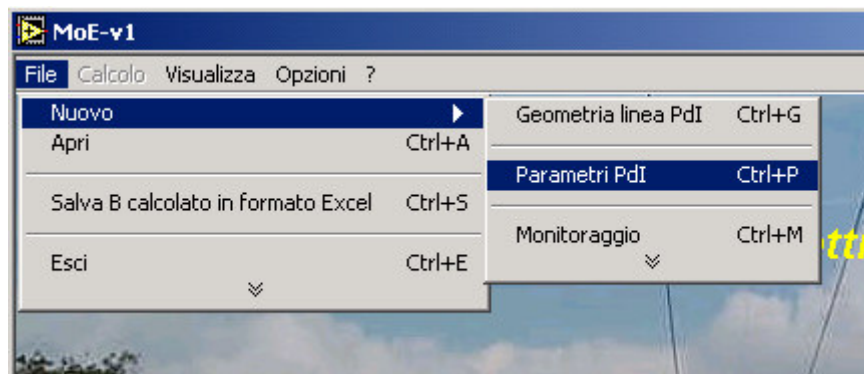 MoE-v1
File Calcolo Visualizza Opzioni ?
Nuovo
Apri Ctrl+A
Salva B calcolato in formato Excel Ctrl+S
Esci Ctrl+E
Geometria linea PdI Ctrl+G
Parametri PdI Ctrl+P
Monitoraggio Ctrl+M